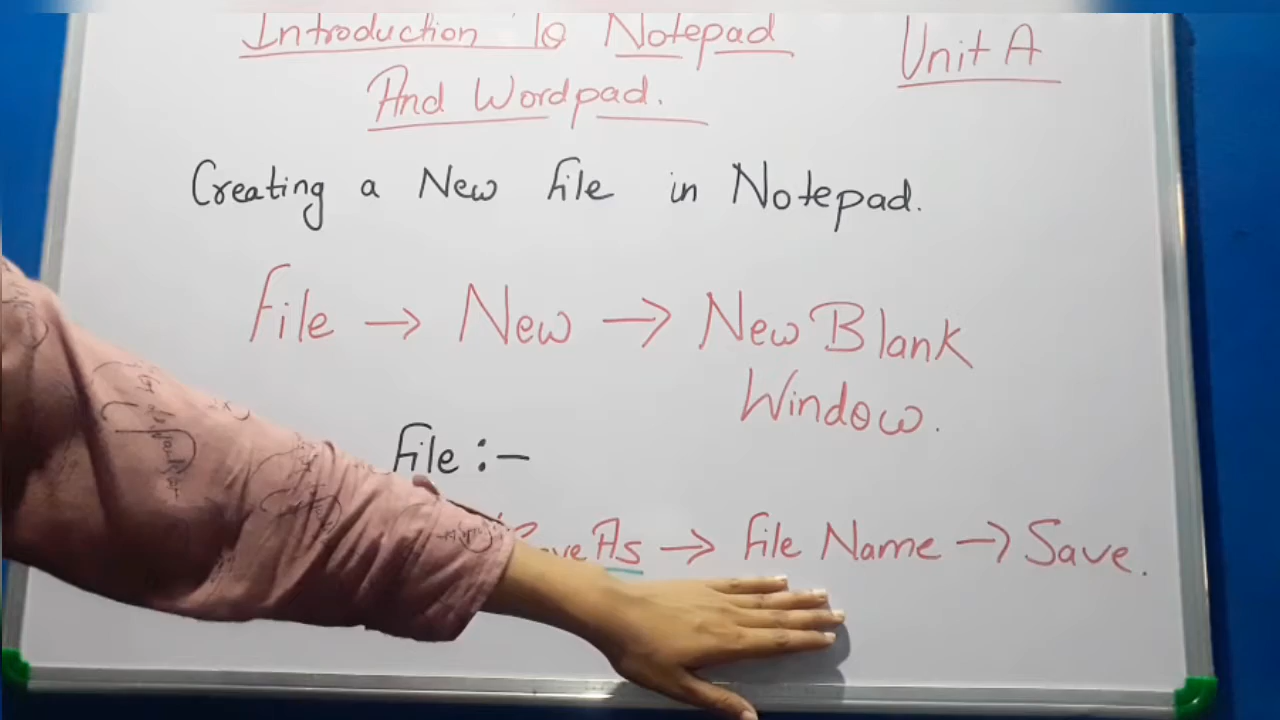 Introduction To Notepad
And Wordpad.
Unit A
Creating a New File in Notepad.
File → New → New Blank
Window.
File :-
As → File Name → Save.